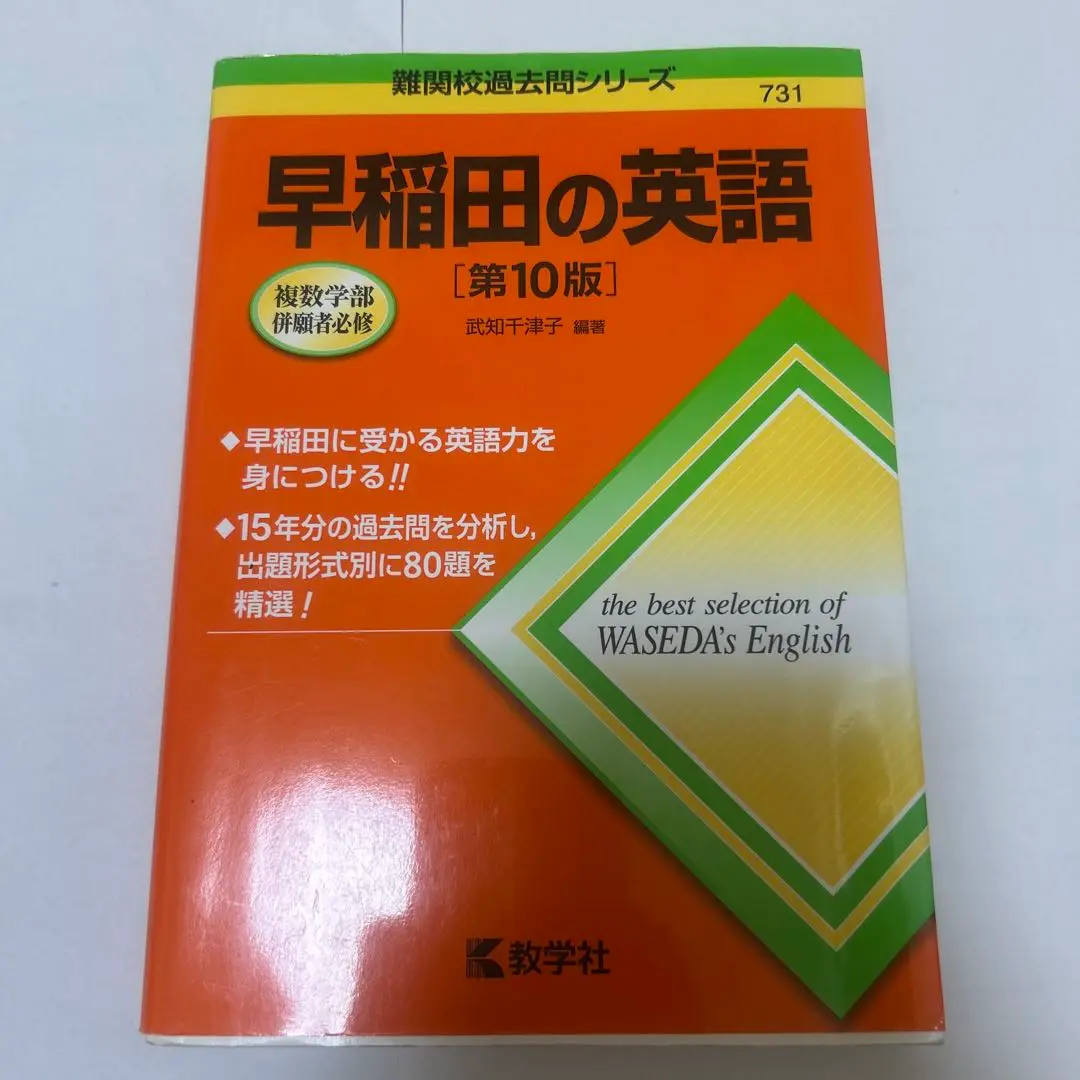 難関校過去問シリーズ
731
早稲田の英語
[第10版]
複数学部
併願者必修
武知千津子 編著
◆早稲田に受かる英語力を
身につける!!
◆15年分の過去問を分析し,
出題形式別に80題を
精選!
the best selection of
WASEDA's English
教学社